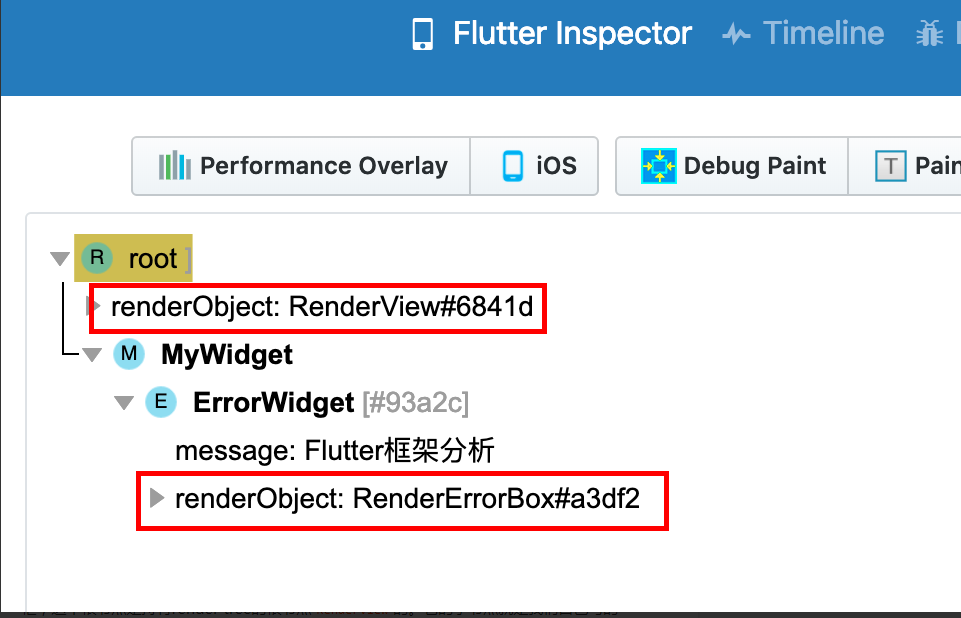 Flutter Inspector Timeline
Performance Overlay iOS Debug Paint T Pain
R root ]
renderObject: RenderView#6841d
M MyWidget
E ErrorWidget [#93a2c]
message: Flutter框架分析
renderObject: RenderErrorBox#a3df2